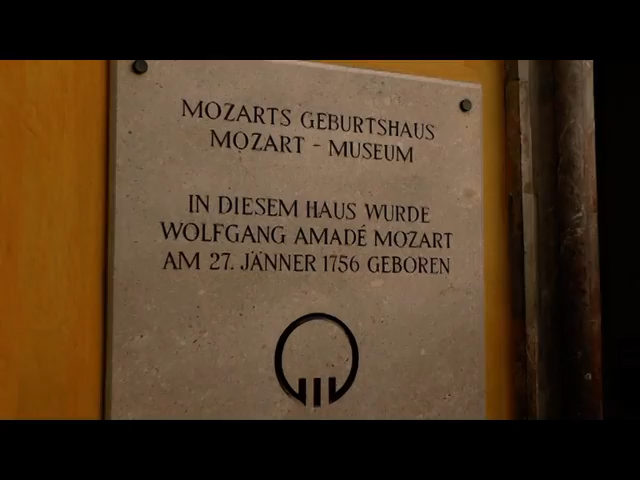 MOZARTS GEBURTSHAUS
MOZART - MUSEUM
IN DIESEM HAUS WURDE
WOLFGANG AMADÉ MOZART
AM 27. JÄNNER 1756 GEBOREN